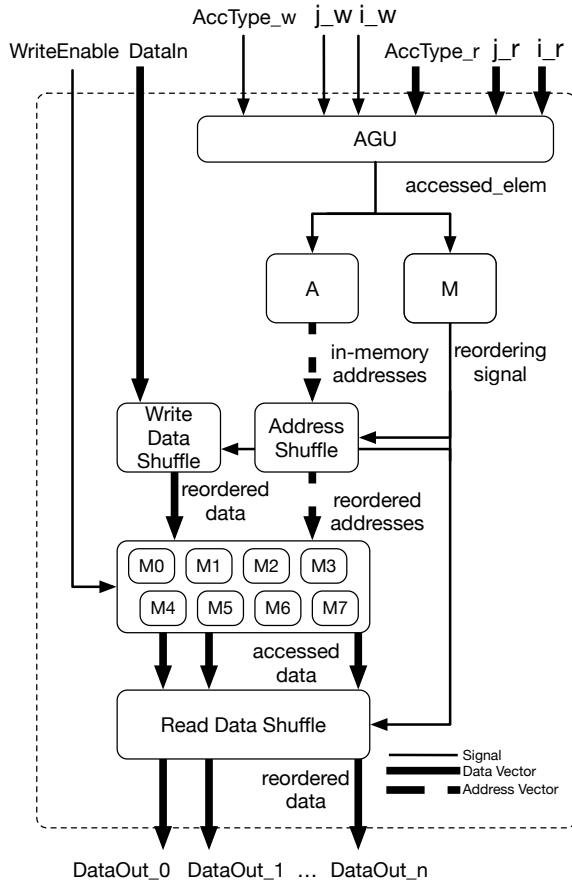 AccType_w j_w i_w
WriteEnable DataIn AccType_r j_r i_r
AGU
accessed_elem
A M
in-memory
addresses
reordering
signal
Write
Data
Shuffle
Address
Shuffle
reordered
data
reordered
addresses
M0 M1 M2 M3
M4 M5 M6 M7
accessed
data
Read Data Shuffle
reordered
data
Signal
Data Vector
Address Vector
DataOut_0 DataOut_1 ... DataOut_n